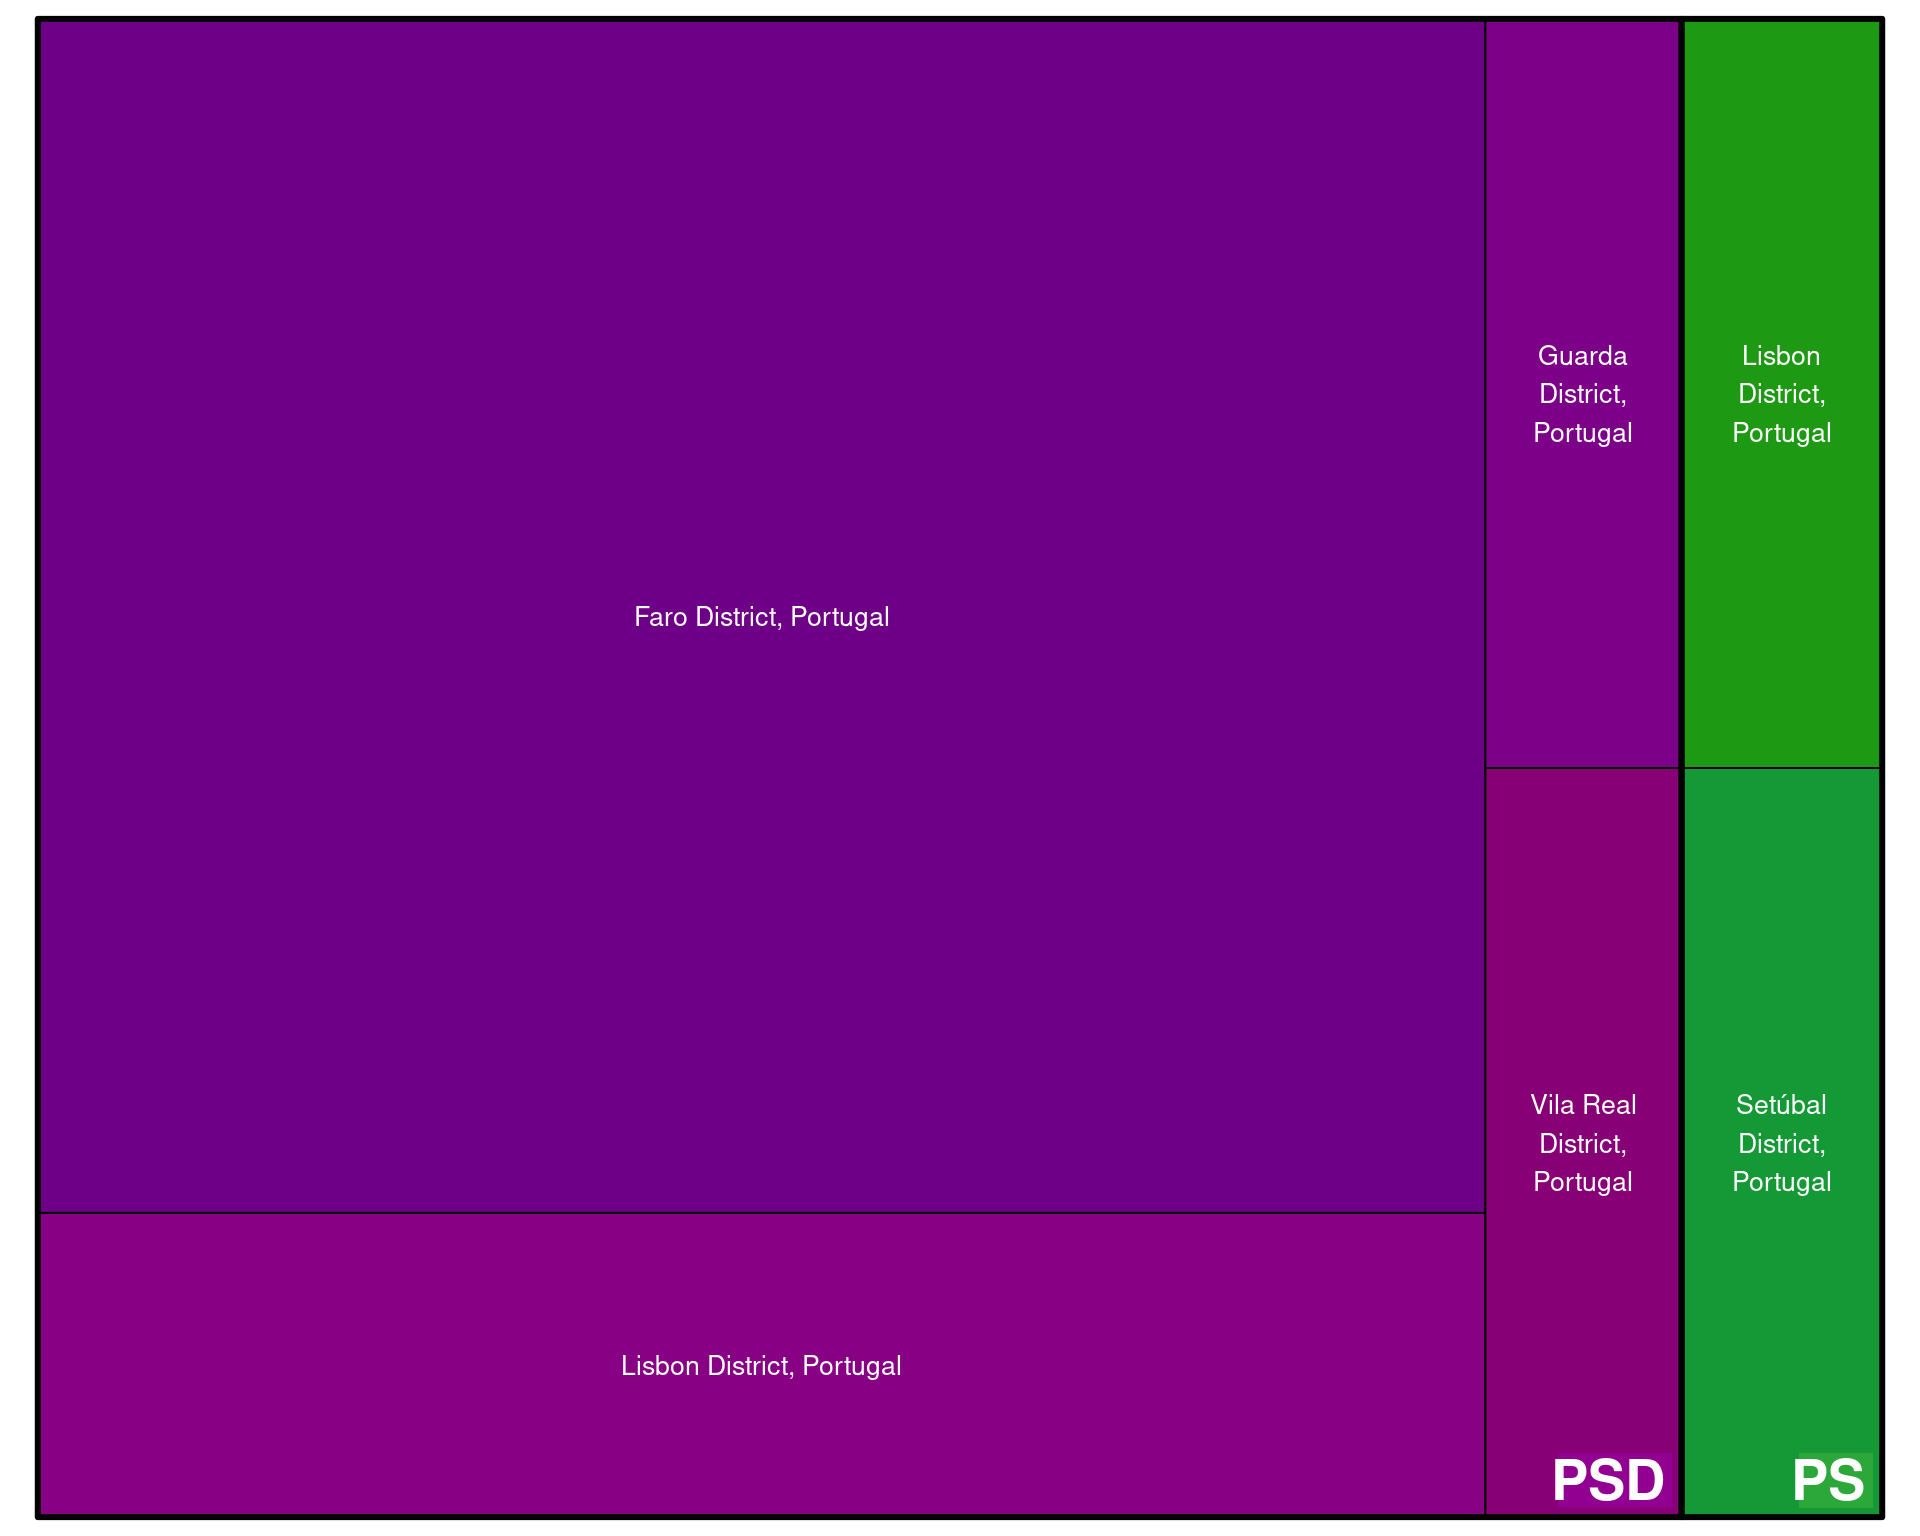 Faro District, Portugal
Lisbon District, Portugal
Guarda
District,
Portugal
Vila Real
District,
Portugal
PSD
Lisbon
District,
Portugal
Setúbal
District,
Portugal
PS